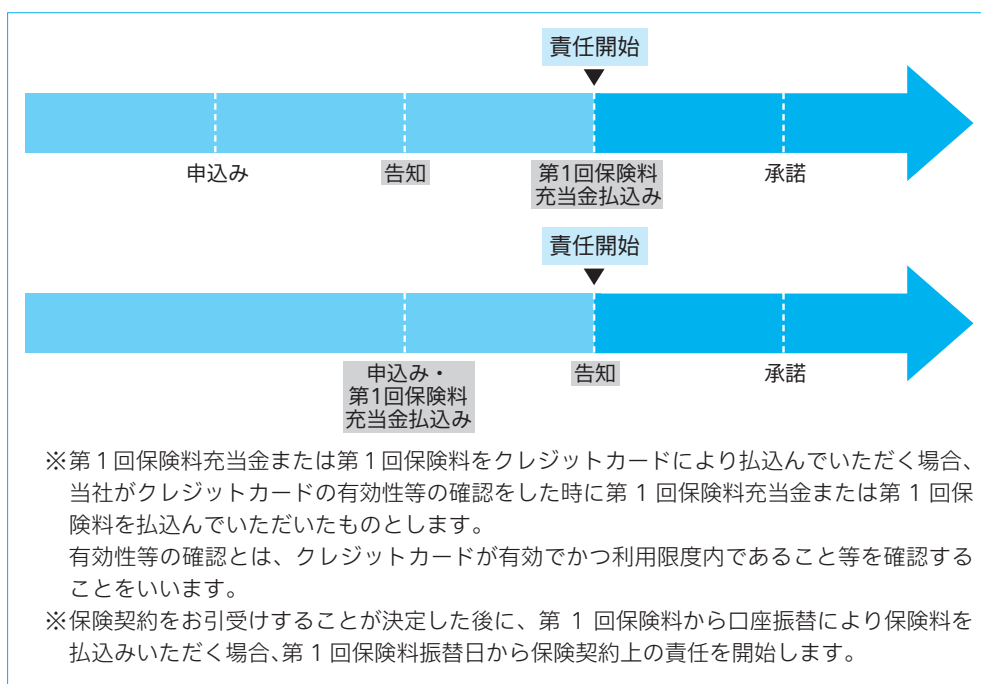 責任開始
申込み
告知
第1回保険料
充当金払込み
承諾
責任開始
申込み・
第1回保険料
充当金払込み
告知
承諾
※第1回保険料充当金または第1回保険料をクレジットカードにより払込んでいただく場合、
当社がクレジットカードの有効性等の確認をした時に第 1 回保険料充当金または第 1 回保
険料を払込んでいただいたものとします。
有効性等の確認とは、クレジットカードが有効でかつ利用限度内であること等を確認する
ことをいいます。
※保険契約をお引受けすることが決定した後に、第 1 回保険料から口座振替により保険料を
払込みいただく場合、第 1 回保険料振替日から保険契約上の責任を開始します。